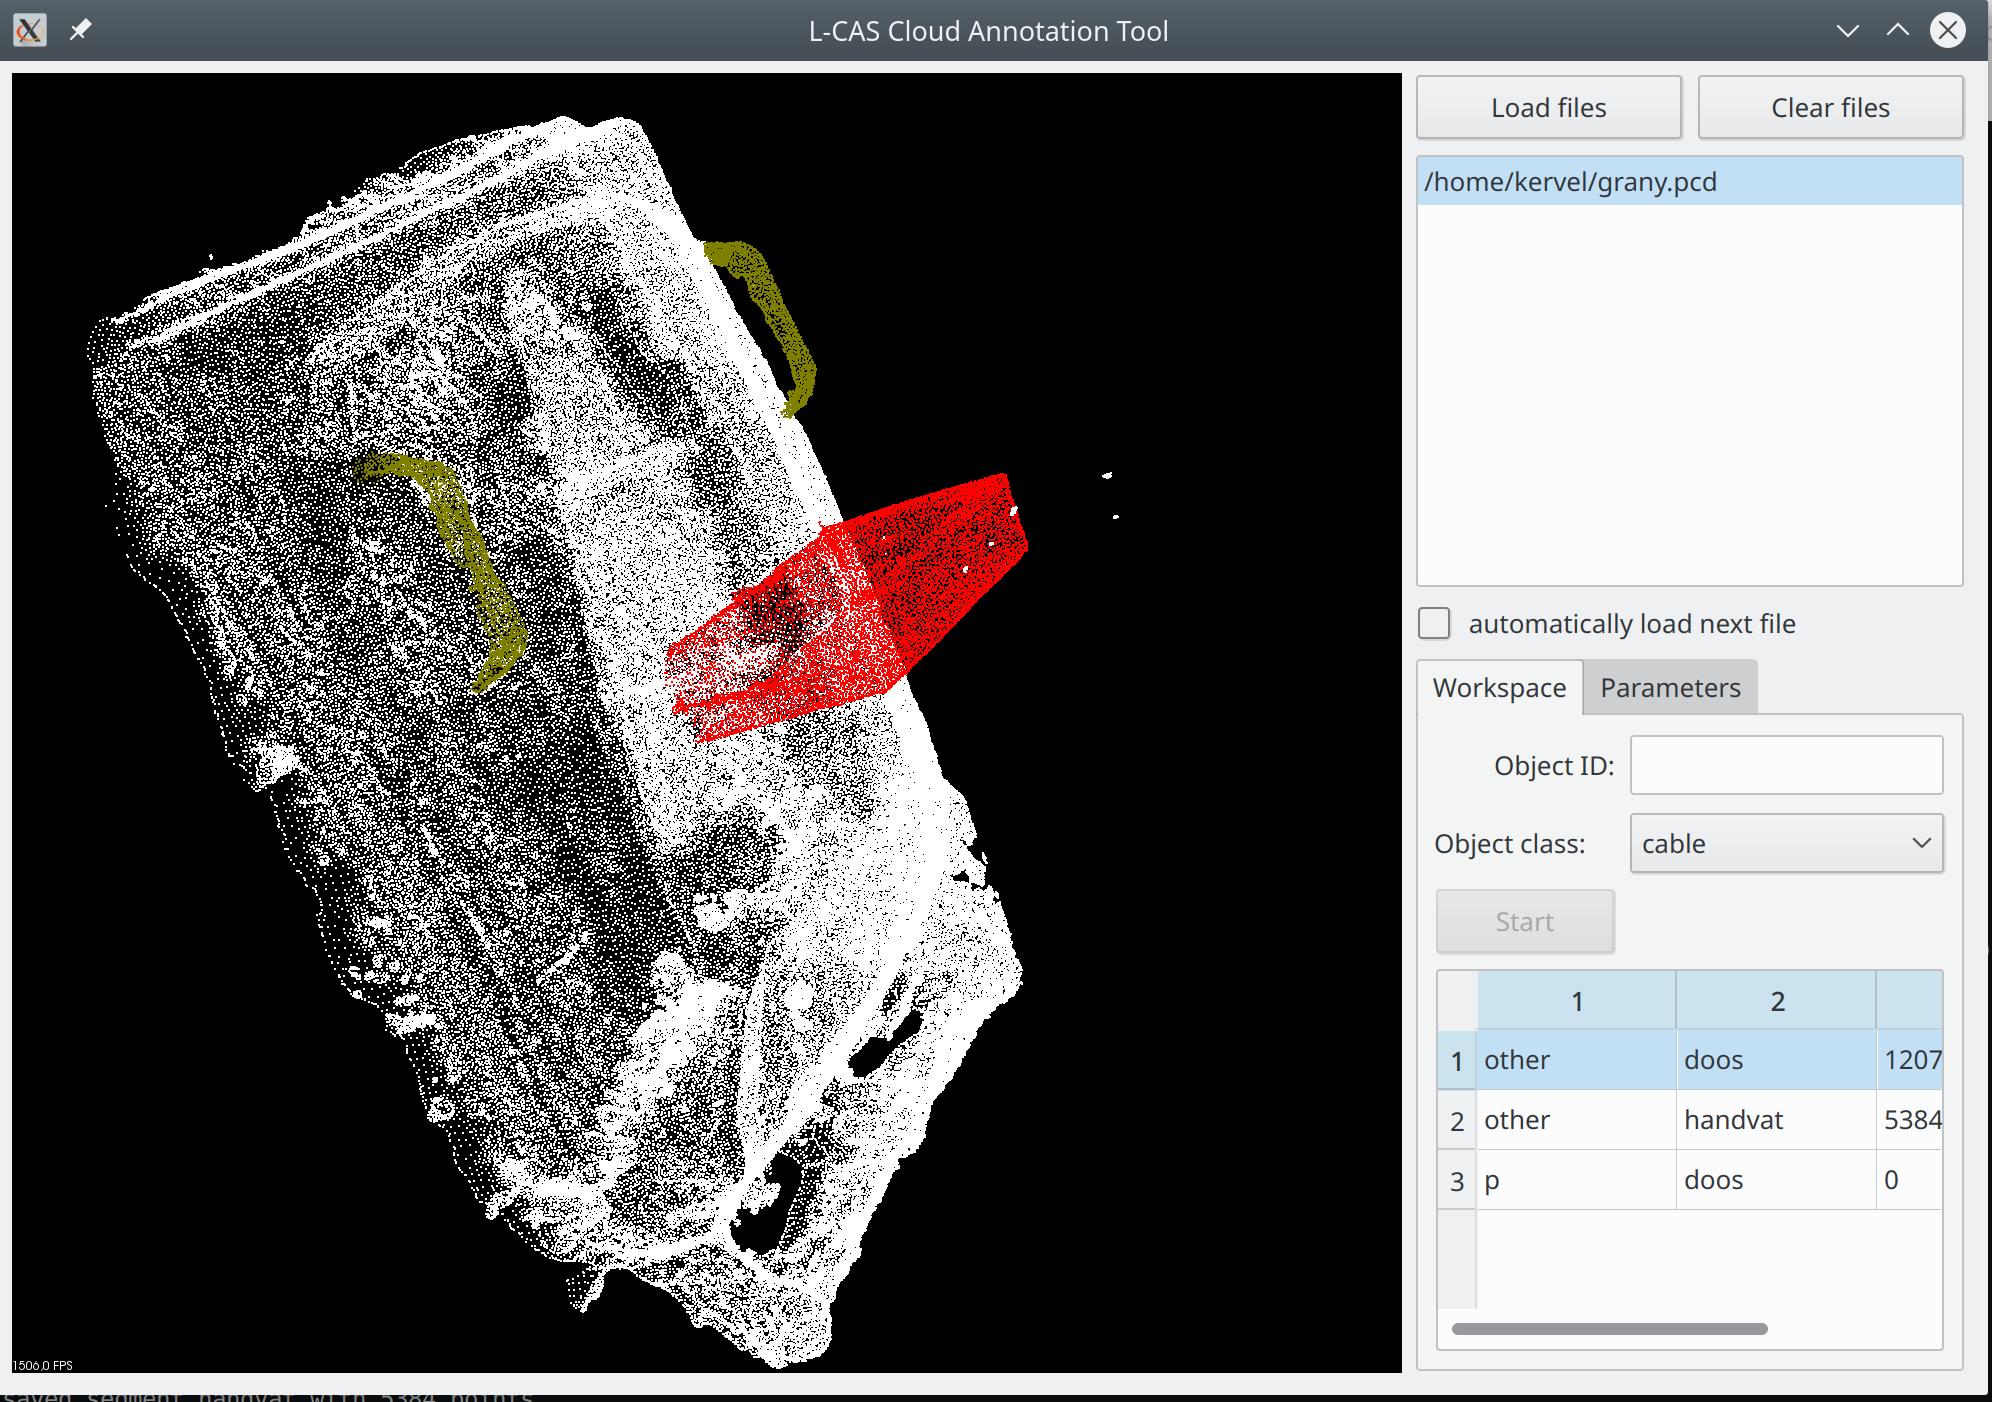 L-CAS Cloud Annotation Tool
Load files
Clear files
/home/kervel/grany.pcd
automatically load next file
Workspace
Parameters
Object ID:
Object class:
cable
Start
1
2
1
other
doos
1207
2
other
handvat
5384
3
p
doos
0
1506,0 FPS
saved segment handvat with 5384 points